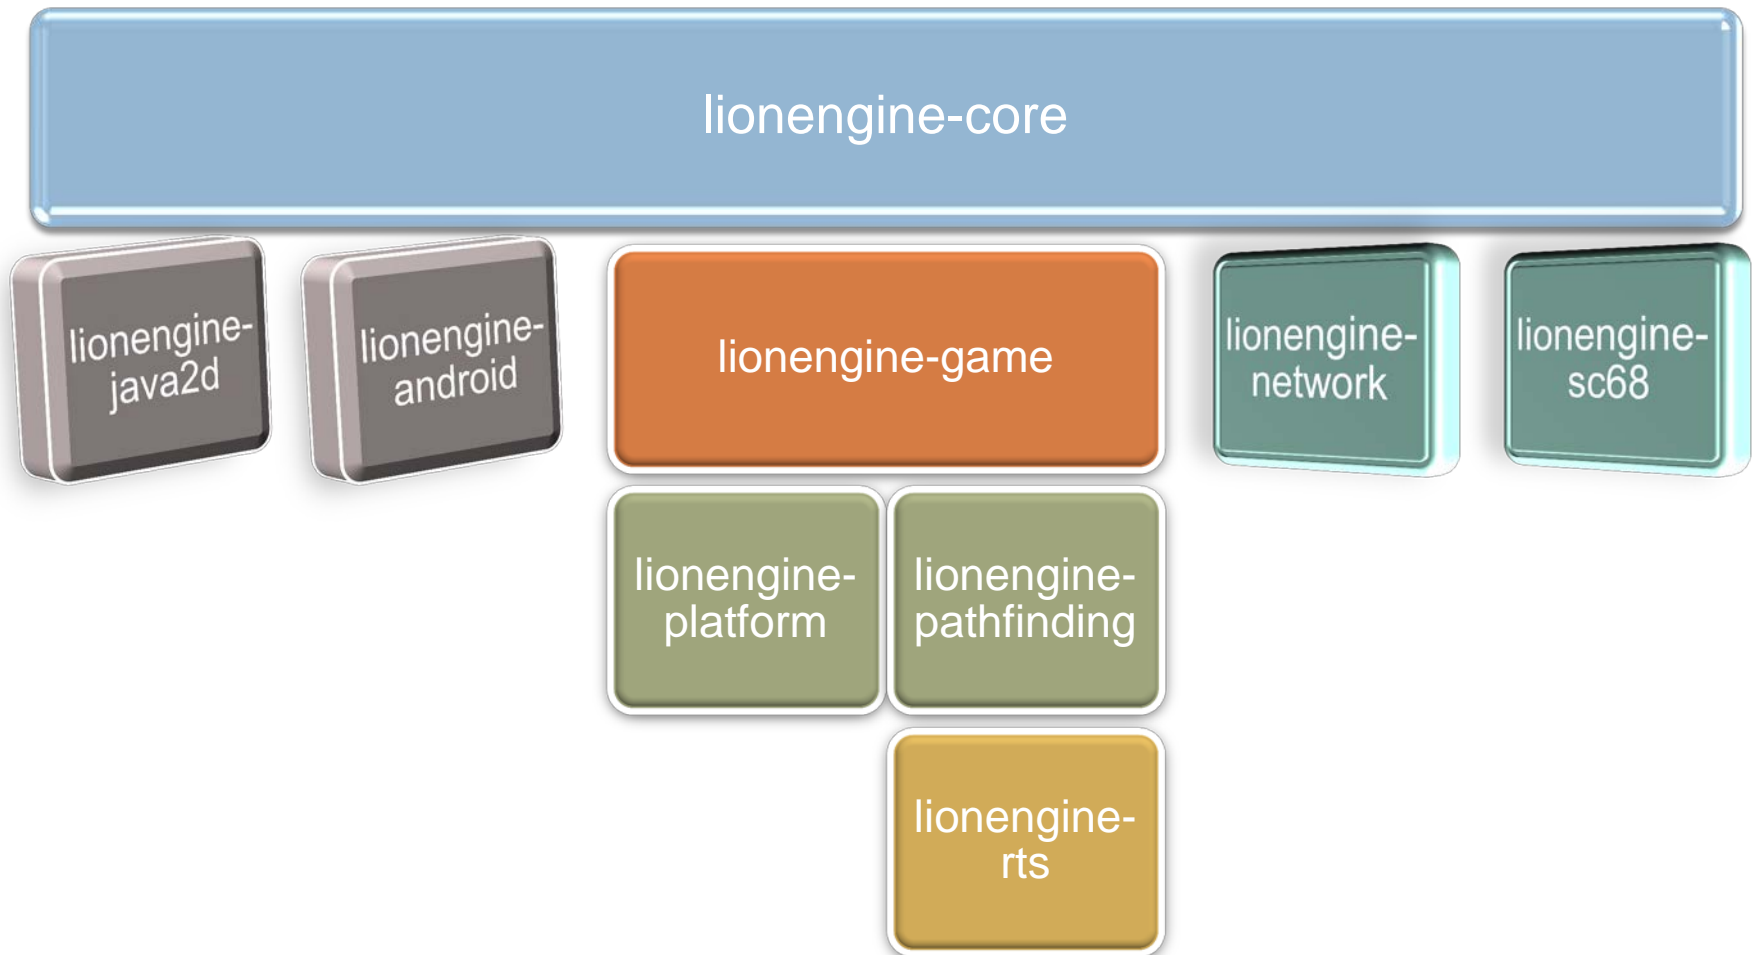 lionengine-core
lionengine-
java2d
lionengine-
android
lionengine-game
lionengine-
network
lionengine-
sc68
lionengine-
platform
lionengine-
pathfinding
lionengine-
rts